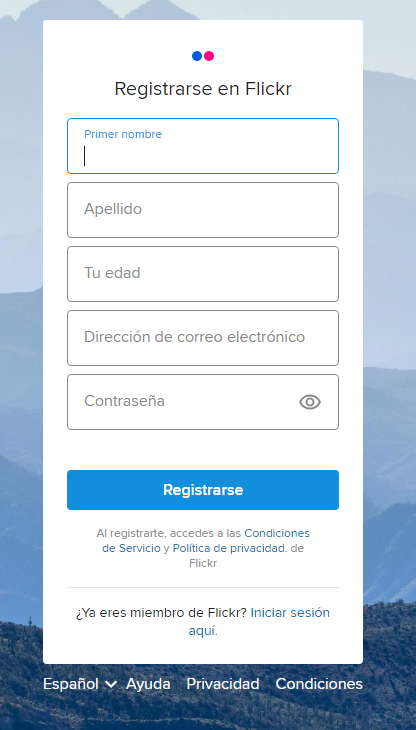 Registrarse en Flickr
Primer nombre
Apellido
Tu edad
Dirección de correo electrónico
Contraseña
Registrarse
Al registrarte, accedes a las Condiciones
de Servicio y Política de privacidad. de
Flickr
¿Ya eres miembro de Flickr? Iniciar sesión
aquí.
Español Ayuda Privacidad Condiciones